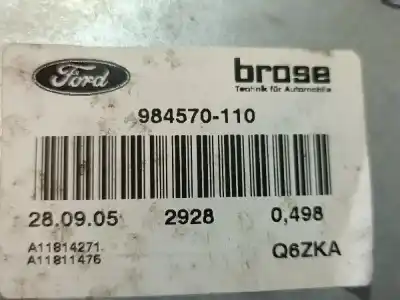 Ford
brose
Technik für Automobile
984570-110
28.09.05 2928 0,498
A11814271
A11811476
Q6ZKA